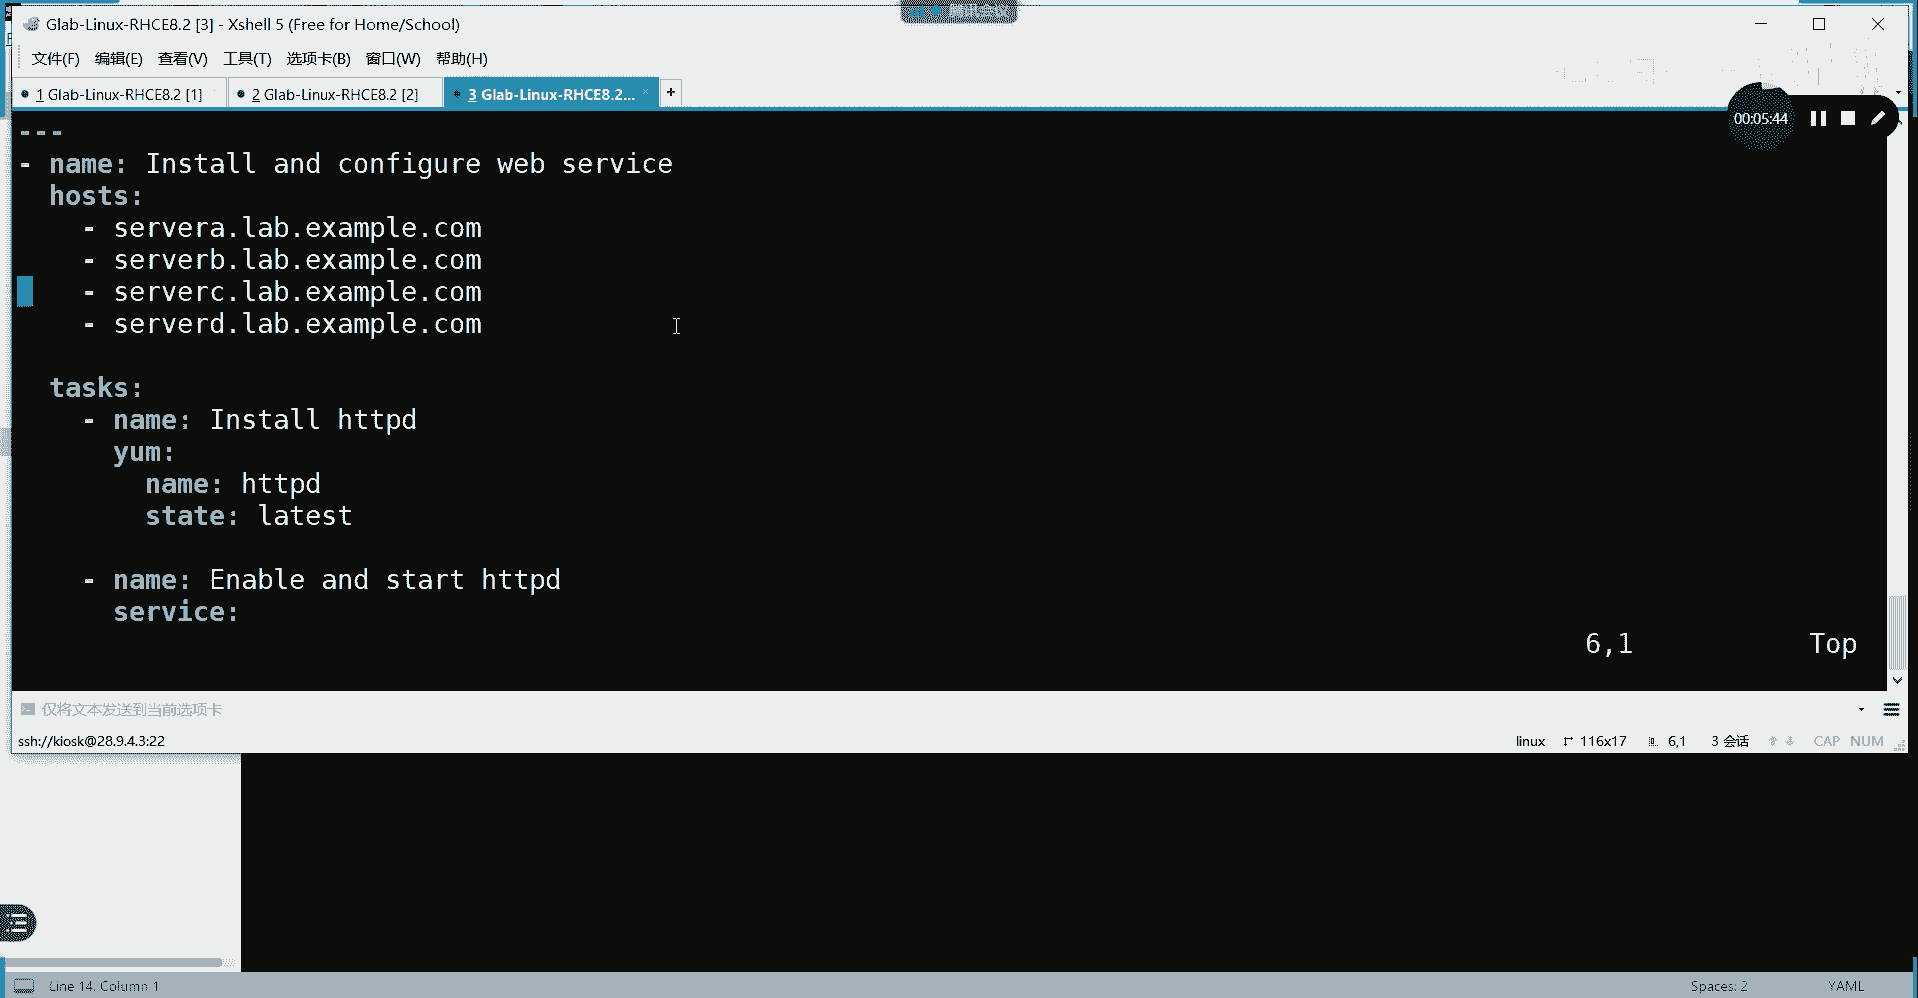 Glab-Linux-RHCE8.2 [3] - Xshell 5 (Free for Home/School)
腾讯会议
文件(F) 编辑(E) 查看(V) 工具(T) 选项卡(B) 窗口(W) 帮助(H)
1 Glab-Linux-RHCE8.2 [1] 2 Glab-Linux-RHCE8.2 [2] 3 Glab-Linux-RHCE8.2... × +
00:05:44
---
- name: Install and configure web service
hosts:
- servera.lab.example.com
- serverb.lab.example.com
- serverc.lab.example.com
- serverd.lab.example.com
tasks:
- name: Install httpd
yum:
name: httpd
state: latest
- name: Enable and start httpd
service:
6,1 Top
仅将文本发送到当前选项卡
ssh://kiosk@28.9.4.3:22 linux 116x17 6,1 3 会话 CAP NUM
Line 14, Column 1 Spaces: 2 YAML